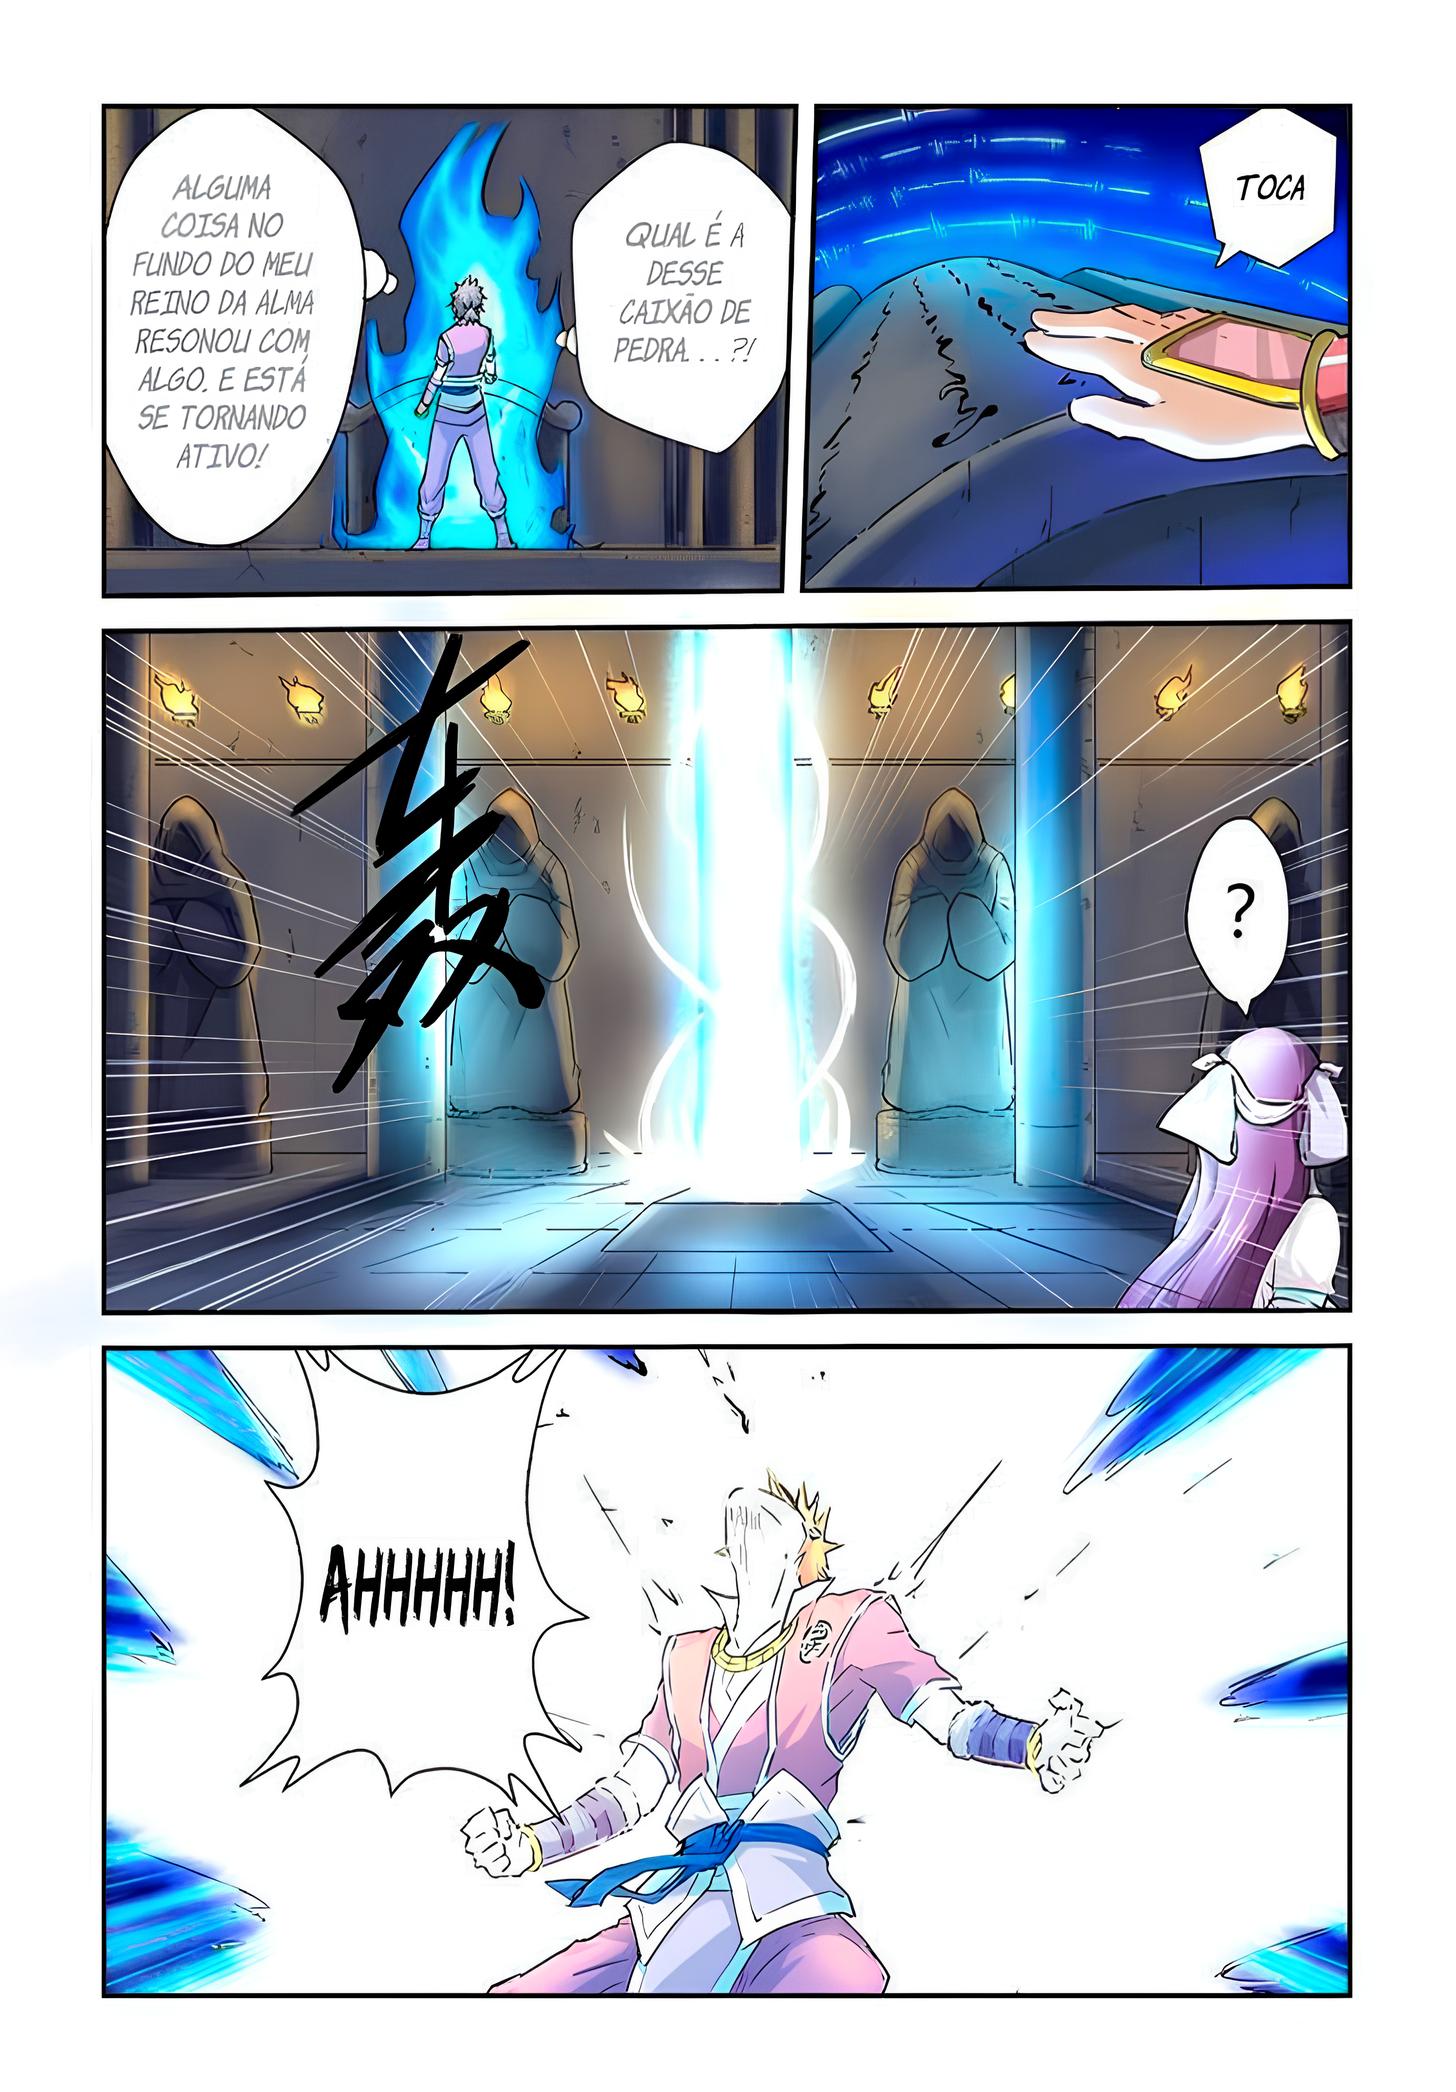 ALGUMA
COISA NO
FUNDO DO MEU
REINO DA ALMA
RESONOU COM
ALGO, E ESTÁ
SE TORNANDO
ATIVO!
QUAL É A
DESSE
CAIXÃO DE
PEDRA...?!
TOCA
?
AHHHHH!